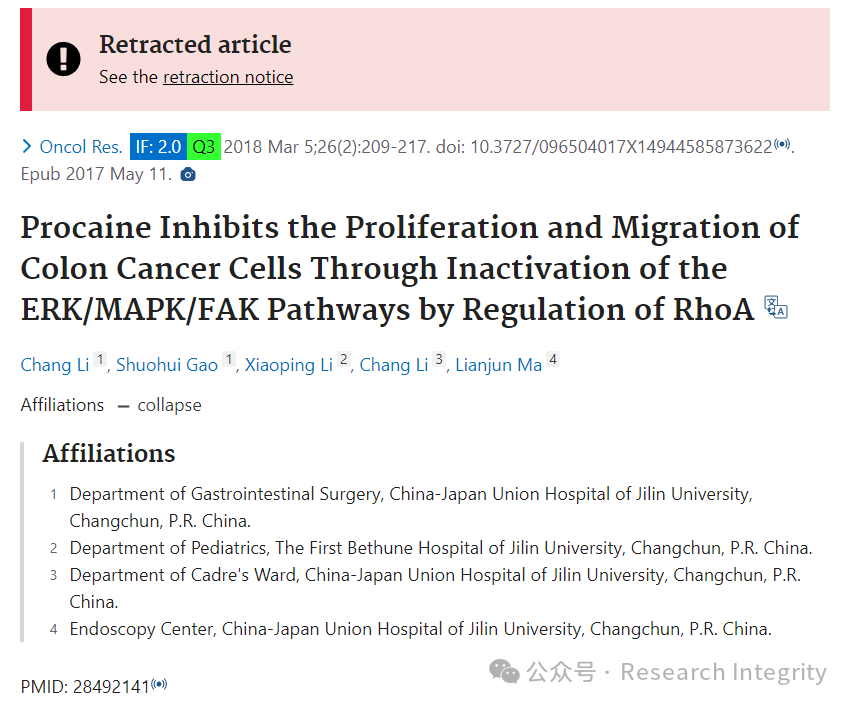 Retracted article
See the retraction notice
Oncol Res. IF: 2.0 Q3 2018 Mar 5;26(2):209-217. doi: 10.3727/096504017X14944585873622.
Epub 2017 May 11.
Procaine Inhibits the Proliferation and Migration of
Colon Cancer Cells Through Inactivation of the
ERK/MAPK/FAK Pathways by Regulation of RhoA
Chang Li 1, Shuohui Gao 1, Xiaoping Li 2, Chang Li 3, Lianjun Ma 4
Affiliations – collapse
Affiliations
1 Department of Gastrointestinal Surgery, China-Japan Union Hospital of Jilin University,
Changchun, P.R. China.
2 Department of Pediatrics, The First Bethune Hospital of Jilin University, Changchun, P.R. China.
3 Department of Cadre's Ward, China-Japan Union Hospital of Jilin University, Changchun, P.R.
China.
4 Endoscopy Center, China-Japan Union Hospital of Jilin University, Changchun, P.R. China.
公众号 · Research Integrity
PMID: 28492141